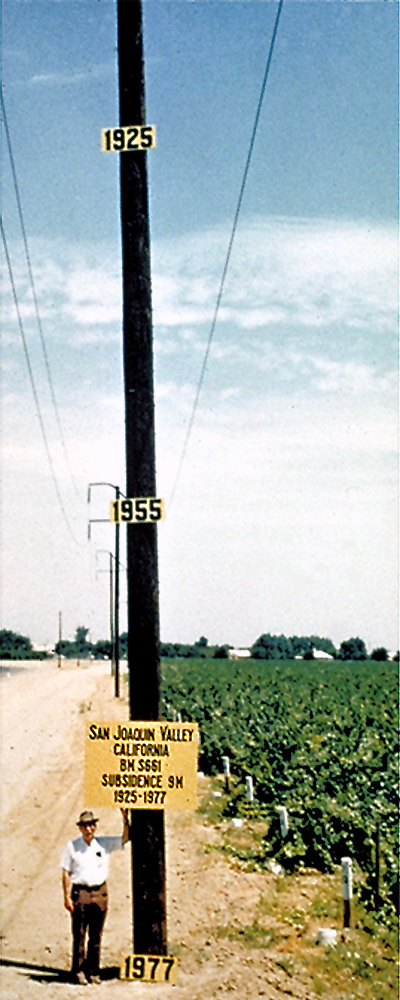 1925
1955
SAN JOAQUIN VALLEY
CALIFORNIA
BM S661
SUBSIDENCE 9M
1925-1977
1977